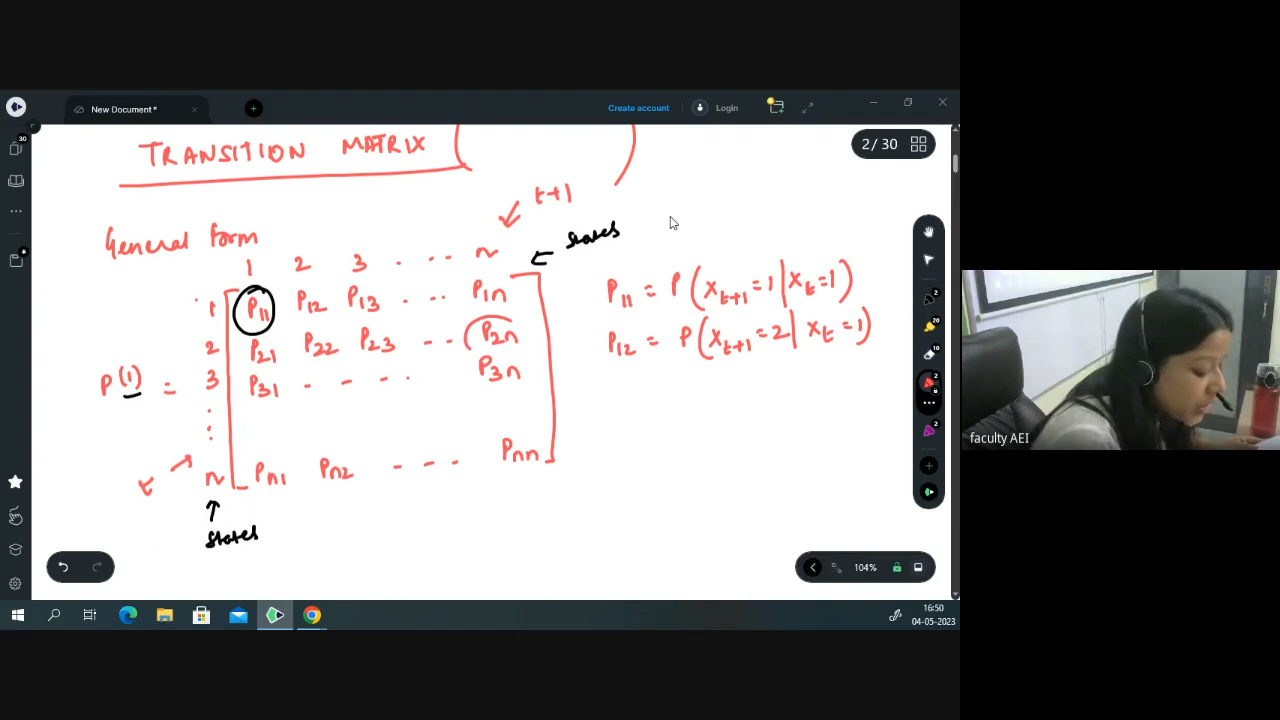 New Document*
Create account
Login
30
TRANSITION MATRIX
2/30
t+1
states
General Form
1 2 3 . . . . n
1 P11 P12 P13 . . . P1n
2 P21 P22 P23 - - P2n
P(1) = 3 P31 - - - . P3n
:
t n Pn1 Pn2 - - - Pnn
states
P11 = P(Xt+1=1|Xt=1)
P12 = P(Xt+1=2|Xt=1)
faculty AEI
104%
16:50
04-05-2023